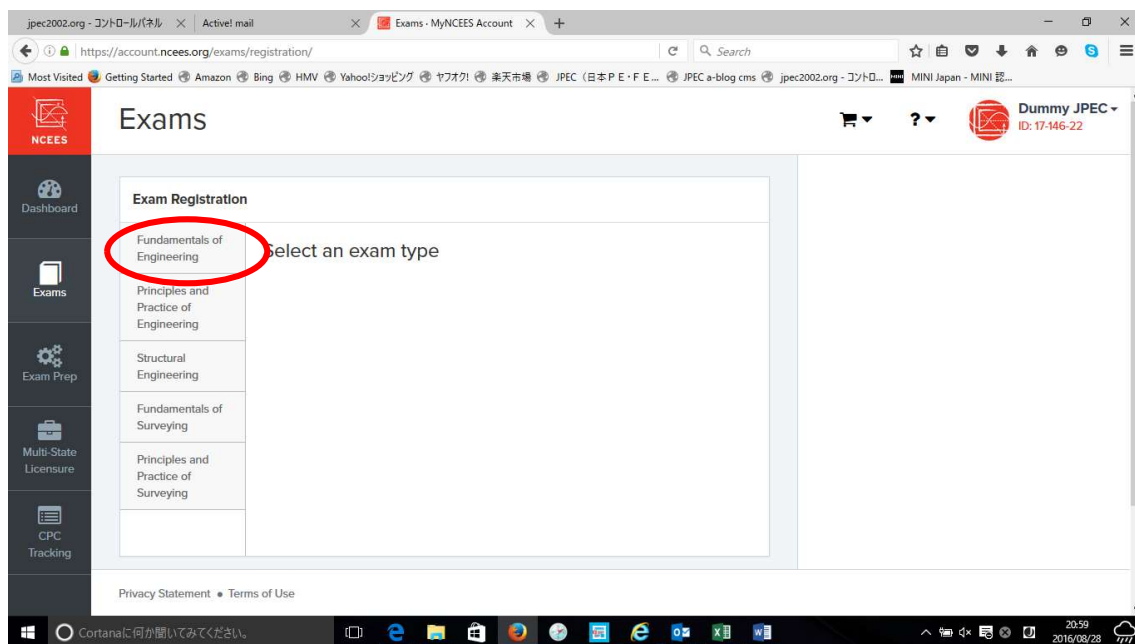 jpec2002.org - コントロールパネル
Active! mail
Exams - MyNCEES Account
https://account.ncees.org/exams/registration/
Search
Most Visited Getting Started Amazon Bing HMV Yahoo!ショッピング ヤフオク! 楽天市場 JPEC（日本ＰＥ・ＦＥ... JPEC a-blog cms jpec2002.org - コントロ... MINI Japan - MINI 認...
NCEES
Exams
Dummy JPEC
ID: 17-146-22
Dashboard
Exams
Exam Prep
Multi-State
Licensure
CPC
Tracking
Exam Registration
Fundamentals of
Engineering
Principles and
Practice of
Engineering
Structural
Engineering
Fundamentals of
Surveying
Principles and
Practice of
Surveying
Select an exam type
Privacy Statement • Terms of Use
Cortanaに何か聞いてみてください。
20:59
2016/08/28